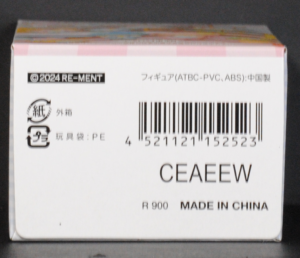 ©2024 RE-MENT
フィギュア(ATBC-PVC、ABS):中国製
紙 外箱
プラ 玩具袋:PE
4 521121 152523
CEAEEW
R 900 MADE IN CHINA